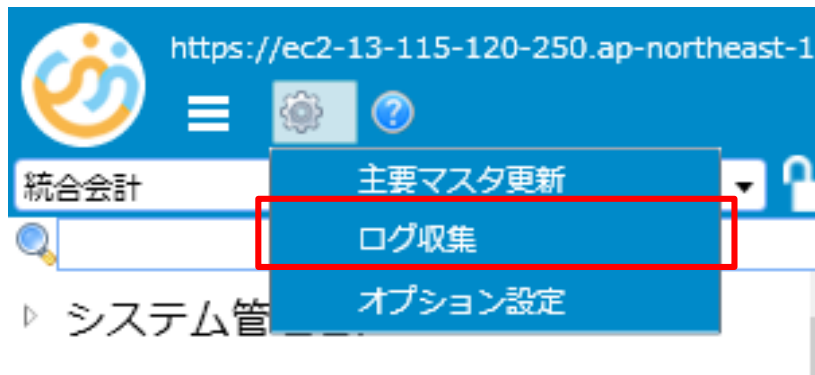 https://ec2-13-115-120-250.ap-northeast-1
統合会計
主要マスタ更新
ログ収集
オプション設定
システム管